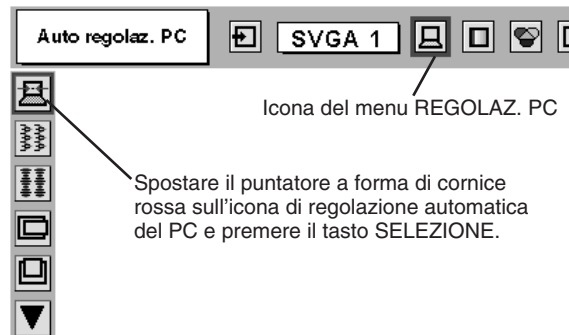 Auto regolaz. PC
SVGA 1
Icona del menu REGOLAZ. PC
Spostare il puntatore a forma di cornice
rossa sull'icona di regolazione automatica
del PC e premere il tasto SELEZIONE.